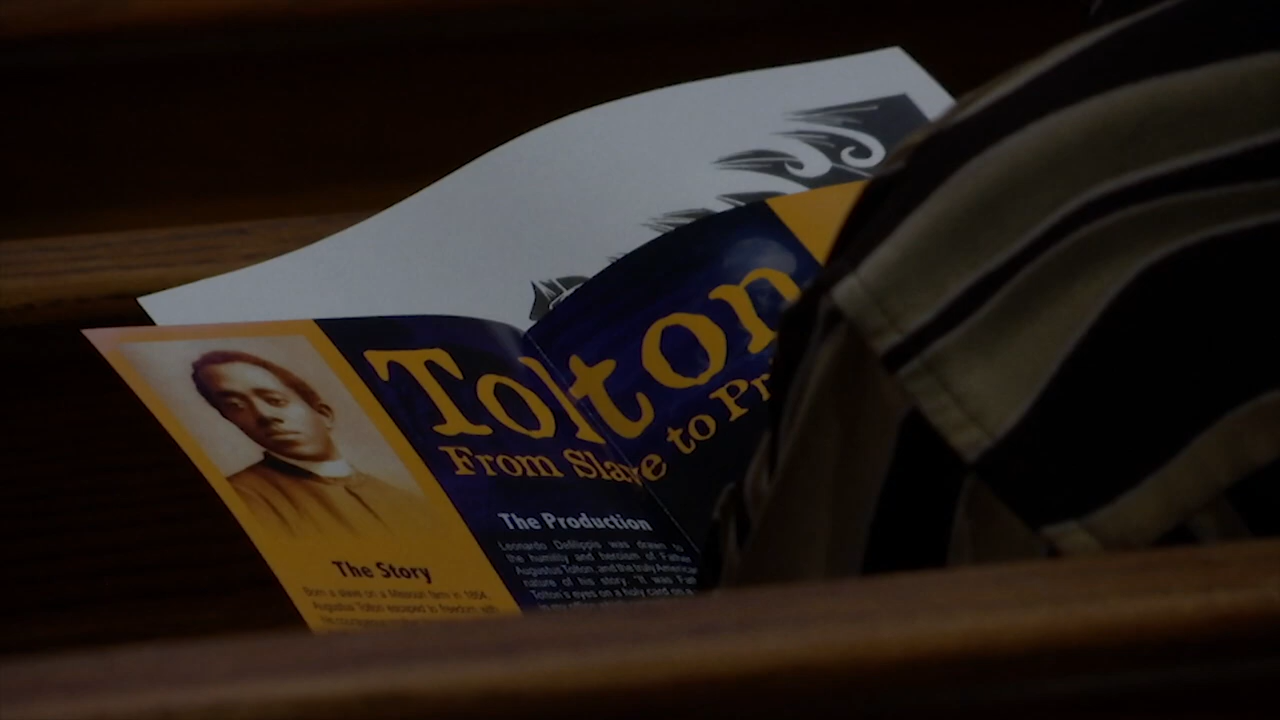 Tolton
From Slave to Pr
The Story
Born a slave on a Missouri farm in 1854,
Augustus Tolton escaped to freedom with
The Production
Leonardo Defilippis was drawn to
the humility and heroism of Father
Augustus Tolton, and the truly American
nature of his story. "It was Fath
Tolton's eyes on a holy card on a